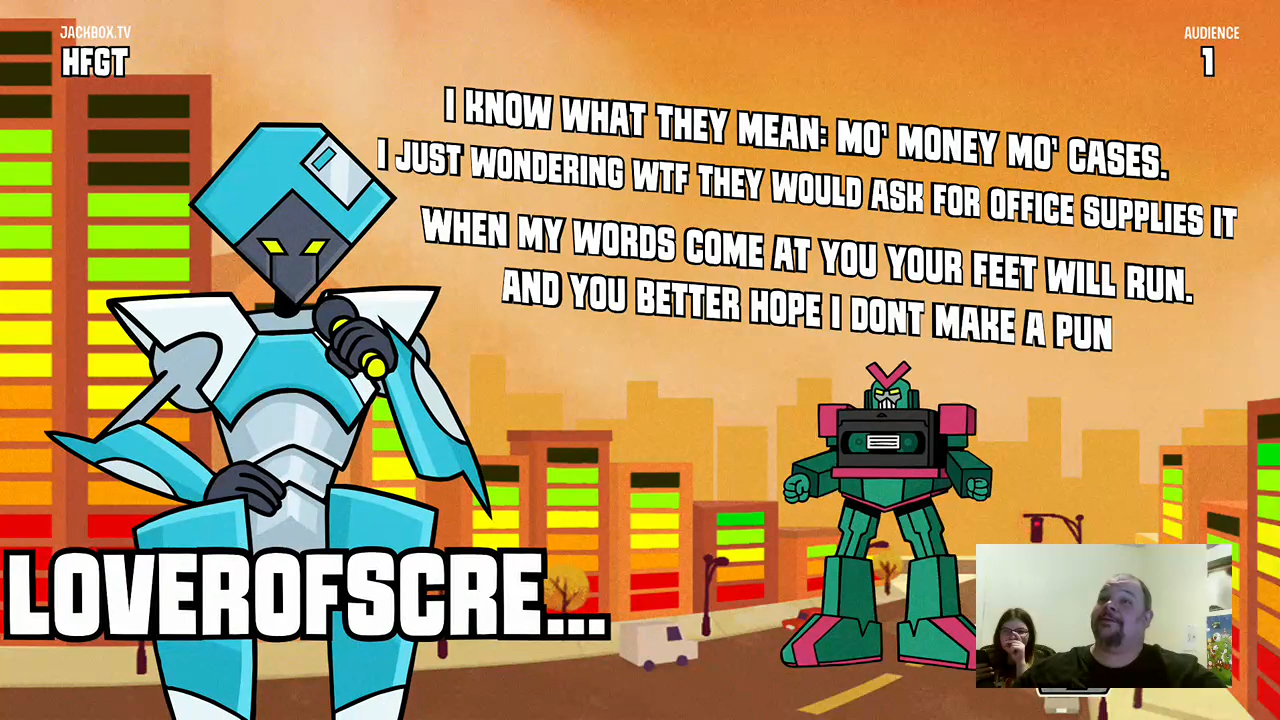 JACKBOX.TV
HFGT
AUDIENCE
1
I KNOW WHAT THEY MEAN: MO' MONEY MO' CASES.
I JUST WONDERING WTF THEY WOULD ASK FOR OFFICE SUPPLIES IT
WHEN MY WORDS COME AT YOU YOUR FEET WILL RUN.
AND YOU BETTER HOPE I DONT MAKE A PUN
LOVEROFSCRE...